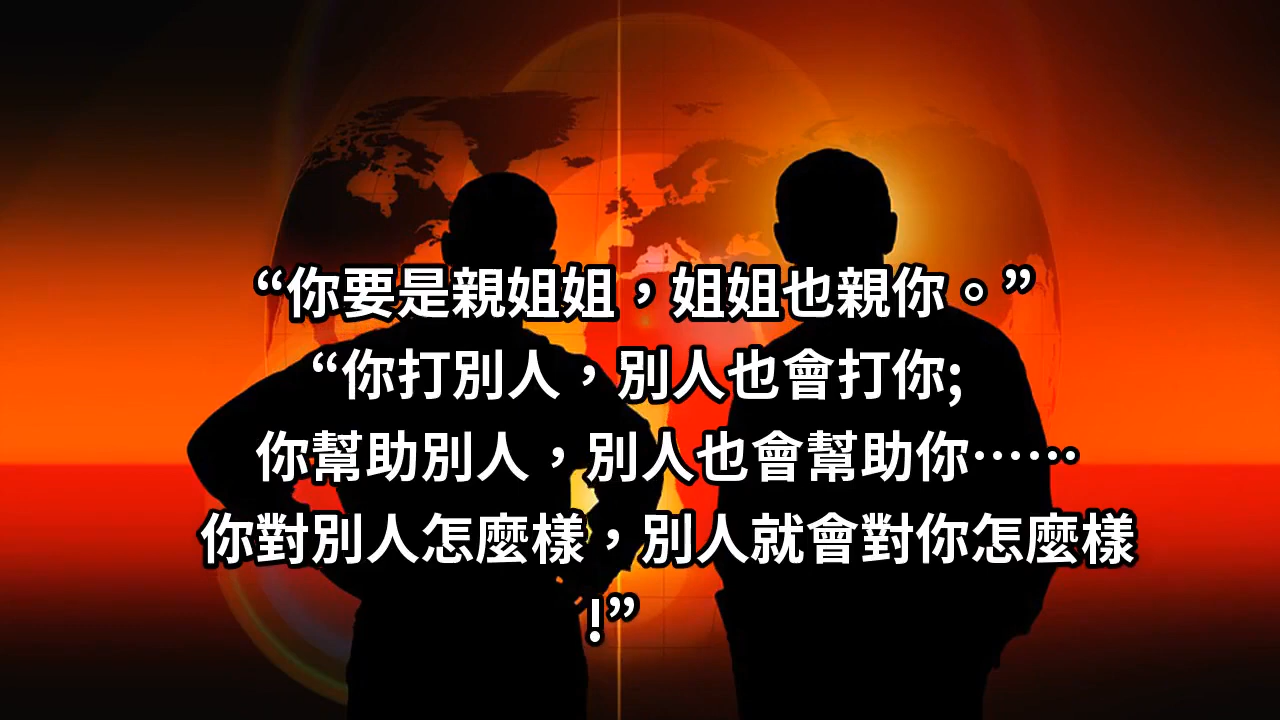 “你要是親姐姐，姐姐也親你。”
“你打別人，別人也會打你;
你幫助別人，別人也會幫助你……
你對別人怎麼樣，別人就會對你怎麼樣
!”